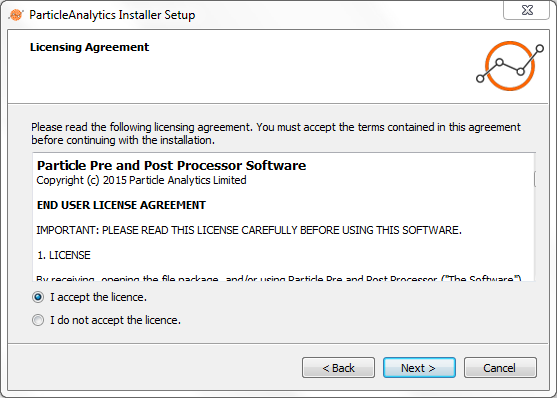 ParticleAnalytics Installer Setup
Licensing Agreement
Please read the following licensing agreement. You must accept the terms contained in this agreement
before continuing with the installation.
Particle Pre and Post Processor Software
Copyright (c) 2015 Particle Analytics Limited
END USER LICENSE AGREEMENT
IMPORTANT: PLEASE READ THIS LICENSE CAREFULLY BEFORE USING THIS SOFTWARE.
1. LICENSE
By receiving, opening the file package, and/or using Particle Pre and Post Processor ("The Software")
I accept the licence.
I do not accept the licence.
< Back
Next >
Cancel